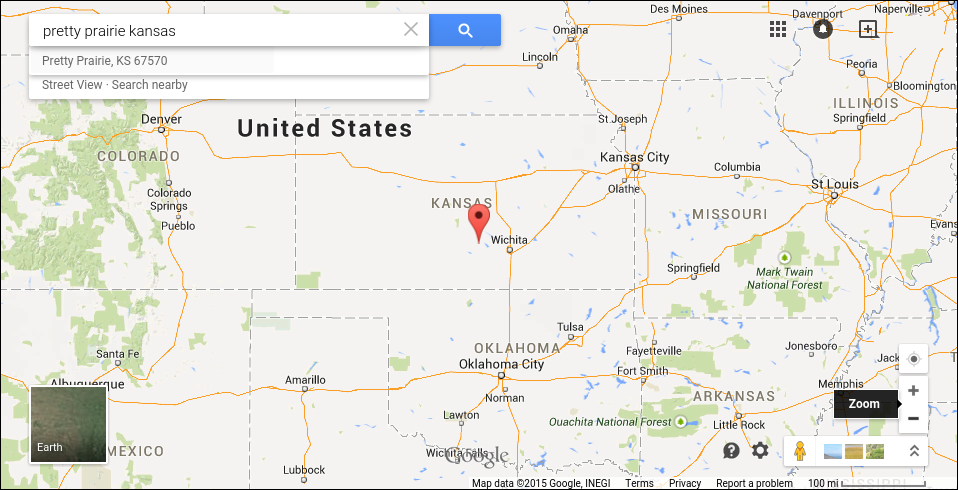 pretty prairie kansas
Pretty Prairie, KS 67570
Street View · Search nearby
Des Moines
Davenport
Naperville
Omaha
Lincoln
Peoria
Bloomington
ILLINOIS
Springfield
Denver
United States
St Joseph
COLORADO
Kansas City
Columbia
Olathe
St Louis
Colorado
Springs
KANSAS
Pueblo
MISSOURI
Evans
Wichita
Springfield
Mark Twain
National Forest
Tulsa
OKLAHOMA
Fayetteville
Jonesboro
Santa Fe
Oklahoma City
Jack
Fort Smith
Albuquerque
Amarillo
Memphis
ARKANSAS
Norman
Zoom
Lawton
Ouachita National Forest
Little Rock
Earth
MEXICO
Wichita Falls
Google
Lubbock
Map data ©2015 Google, INEGI
Terms
Privacy
Report a problem
100 mi